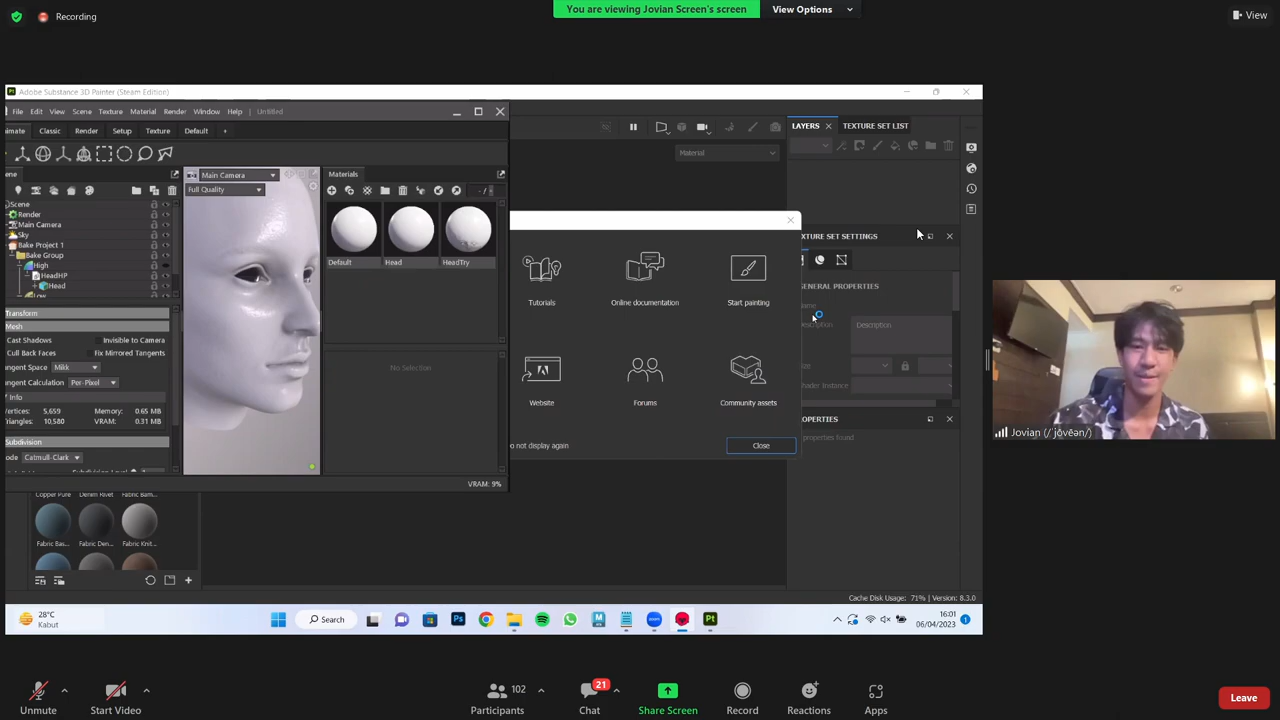 You are viewing Jovian Screen's screen
View Options
Recording
View
Adobe Substance 3D Painter (Steam Edition)
File Edit View Scene Texture Material Render Window Help Untitled
Classic Render Setup Texture Default +
Main Camera
Full Quality
Materials
Default Head HeadTry
Scene
Render
Main Camera
Sky
Bake Project 1
Bake Group
High
HeadHP
Head
Low
Transform
Mesh
Cast Shadows Invisible to Camera
Cull Back Faces Fix Mirrored Tangents
Mikk
Per-Pixel
Info
5,659 Memory: 0.65 MB
10,580 VRAM: 0.31 MB
Subdivision
Catmull-Clark
No Selection
VRAM: 9%
Material
LAYERS
TEXTURE SET LIST
EXTURE SET SETTINGS
GENERAL PROPERTIES
Description
Shader Instance
ROPERTIES
properties found
Tutorials
Online documentation
Start painting
Website
Forums
Community assets
o not display again
Close
Copper Pure Denim Rivet Fabric Bam...
Fabric Bas... Fabric Den... Fabric Knit...
Cache Disk Usage: 71% | Version: 8.3.0
28°C
Kabut
Search
16:01
06/04/2023
Jovian (/ˈjōvēən/)
Unmute
Start Video
102
Participants
21
Chat
Share Screen
Record
Reactions
Apps
Leave